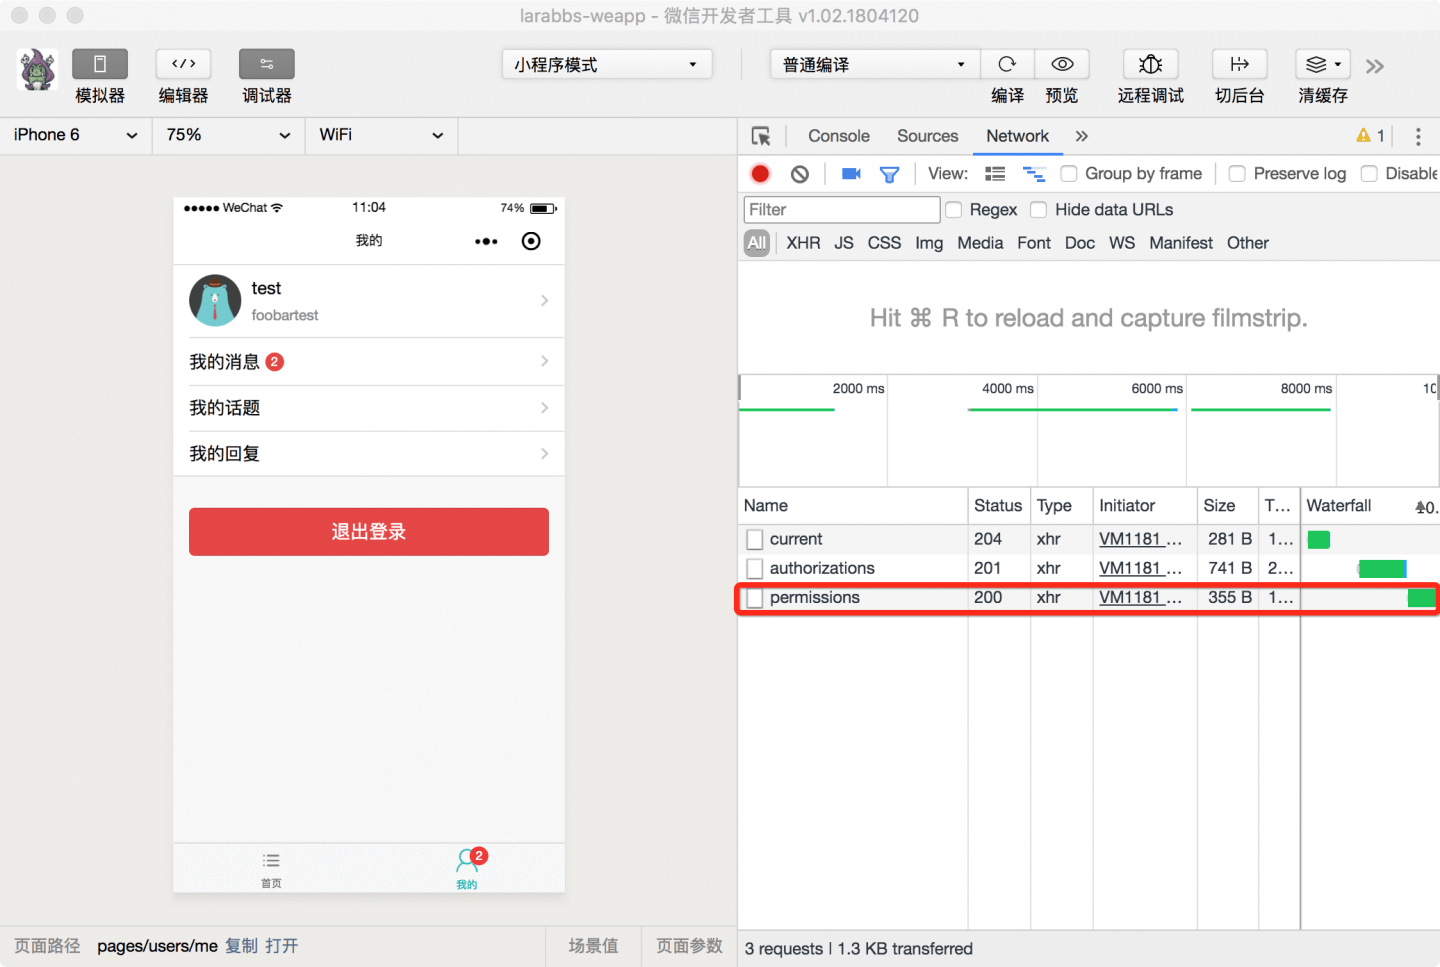 larabbs-weapp - 微信开发者工具 v1.02.1804120
模拟器 编辑器 调试器
小程序模式
普通编译
编译 预览 远程调试 切后台 清缓存
iPhone 6 75% WiFi
Console Sources Network 1
View: Group by frame Preserve log Disable
Filter Regex Hide data URLs
All XHR JS CSS Img Media Font Doc WS Manifest Other
WeChat 11:04 74%
我的
test
foobartest
我的消息 2
我的话题
我的回复
退出登录
首页
我的 2
Hit ⌘ R to reload and capture filmstrip.
2000 ms 4000 ms 6000 ms 8000 ms 10
Name Status Type Initiator Size T... Waterfall 0.
current 204 xhr VM1181 ... 281 B 1...
authorizations 201 xhr VM1181 ... 741 B 2...
permissions 200 xhr VM1181 ... 355 B 1...
页面路径 pages/users/me 复制 打开 场景值 页面参数
3 requests | 1.3 KB transferred